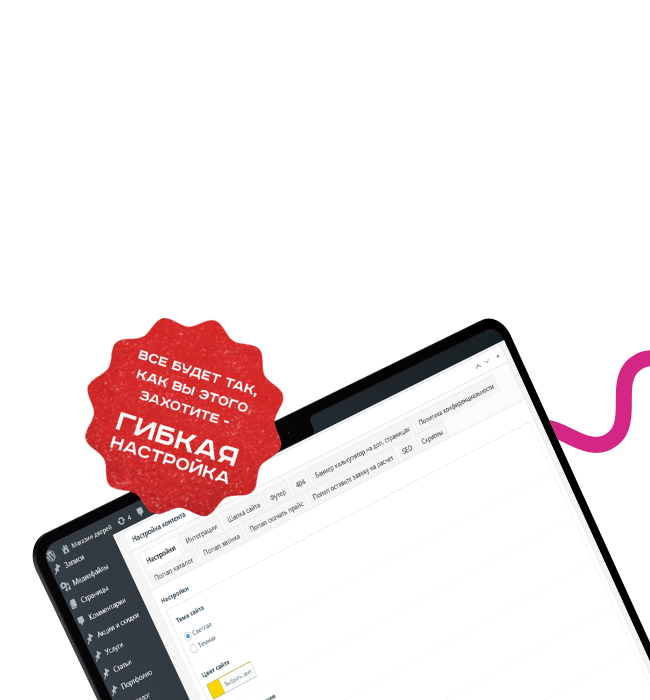 ВСЕ БУДЕТ ТАК,
КАК ВЫ ЭТОГО
ЗАХОТИТЕ -
ГИБКАЯ
НАСТРОЙКА
Магазин дверей 4
Записи
Медиафайлы
Страницы
Комментарии
Акции и скидки
Услуги
Статьи
Портфолио
Настройка контента
Настройки Интеграции Шапка сайта Футер 404 Баннер калькулятор на доп. страницах Политика конфиденциальности
Попап каталог Попап звонка Попап скачать прайс Попап оставьте заявку на расчет SEO Скрипты
Настройки
Тема сайта
Светлая
Темная
Цвет сайта
Выбрать цвет